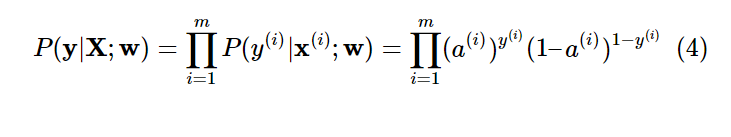 P(y|X; w) = ∏_{i=1}^{m} P(y^{(i)}|x^{(i)}; w) = ∏_{i=1}^{m} (a^{(i)})^{y^{(i)}} (1–a^{(i)})^{1–y^{(i)}} (4)